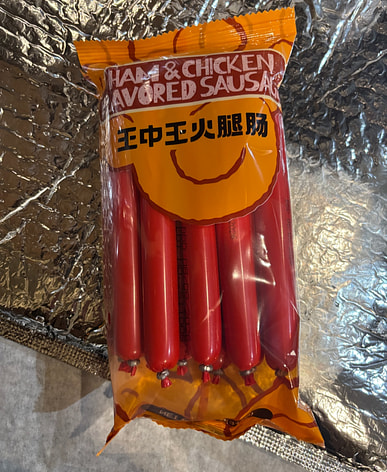 HAM & CHICKEN
FLAVORED SAUSAGE
王中王火腿肠